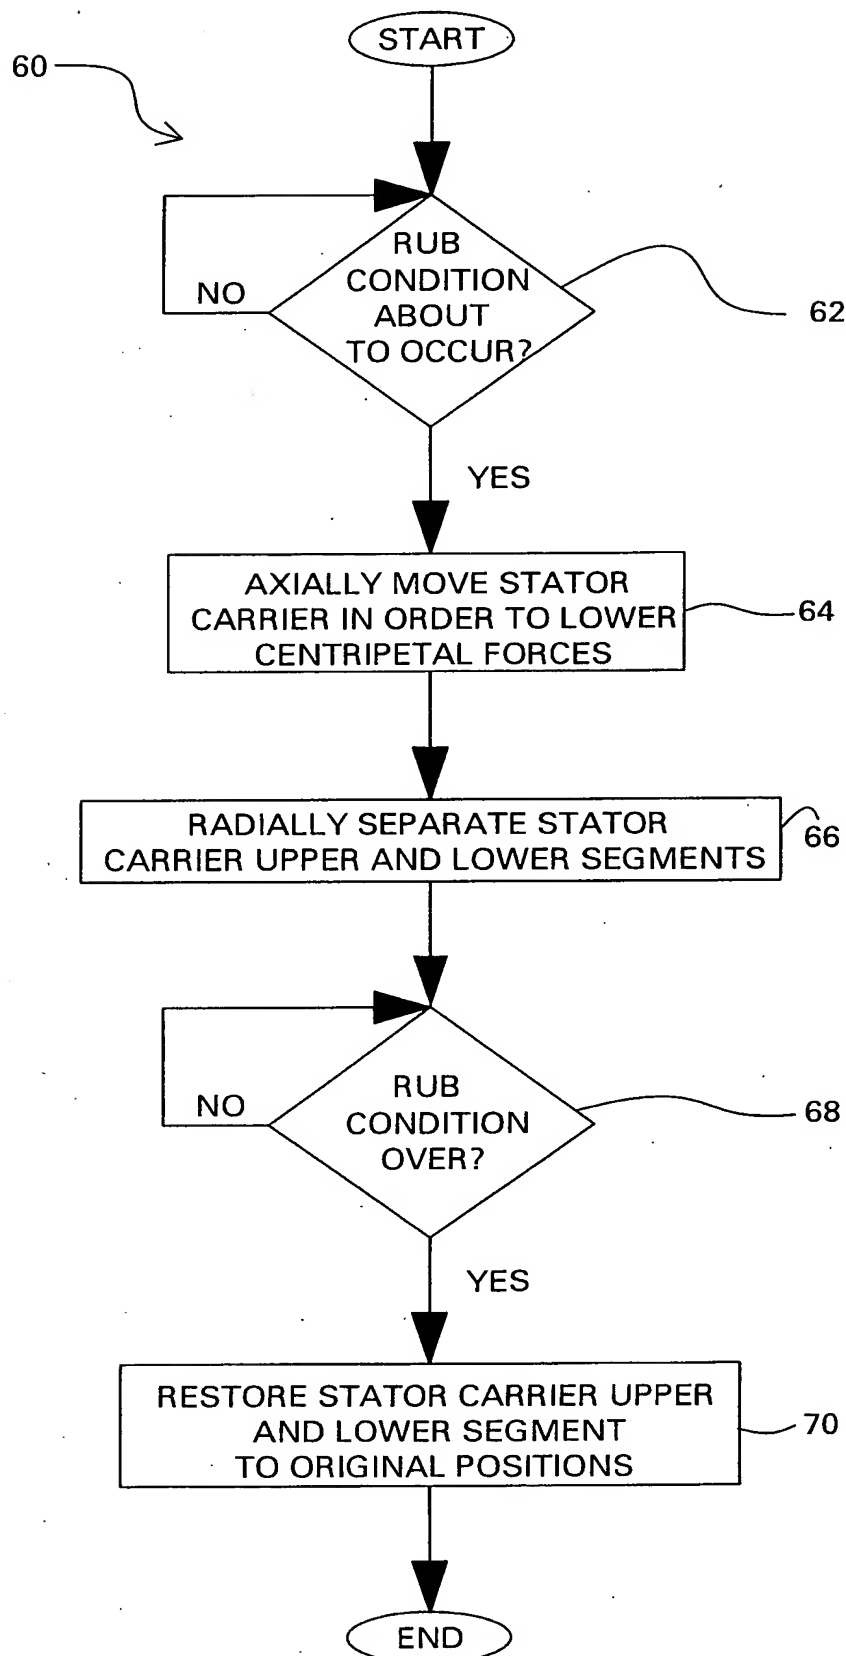 START
60
RUB
CONDITION
ABOUT
TO OCCUR?
NO
62
YES
AXIALLY MOVE STATOR
CARRIER IN ORDER TO LOWER
CENTRIPETAL FORCES
64
RADIALLY SEPARATE STATOR
CARRIER UPPER AND LOWER SEGMENTS
66
RUB
CONDITION
OVER?
NO
68
YES
RESTORE STATOR CARRIER UPPER
AND LOWER SEGMENT
TO ORIGINAL POSITIONS
70
END